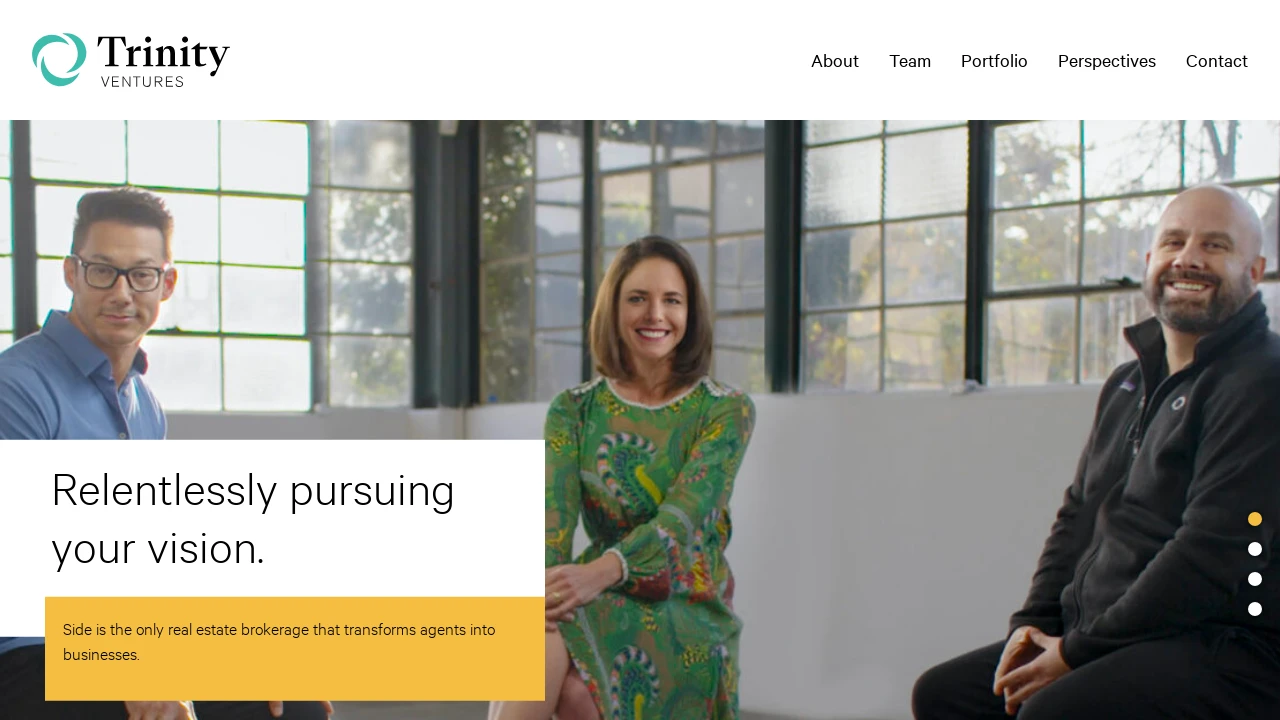 Trinity
VENTURES
About Team Portfolio Perspectives Contact
Relentlessly pursuing
your vision.
Side is the only real estate brokerage that transforms agents into
businesses.